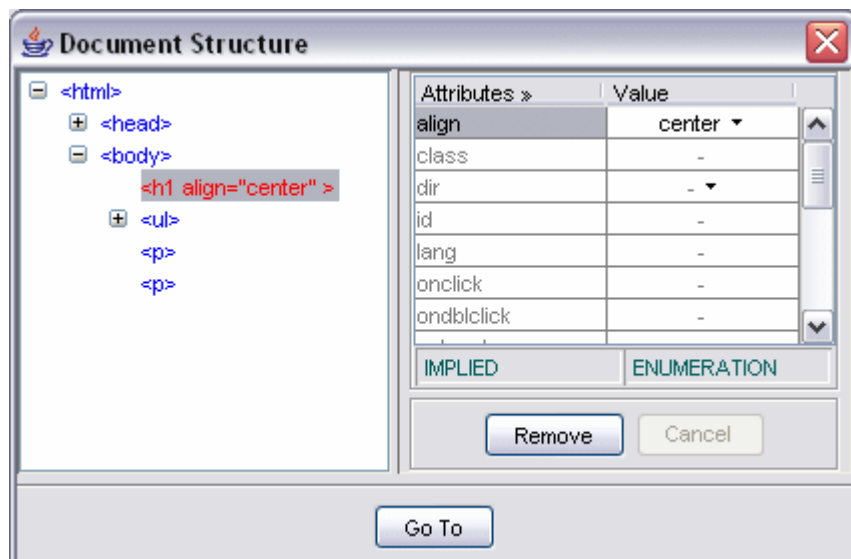 Document Structure
<html>
<head>
<body>
<h1 align="center" >
<ul>
<p>
<p>
Attributes » Value
align center
class -
dir -
id -
lang -
onclick -
ondblclick -
IMPLIED ENUMERATION
Remove Cancel
Go To